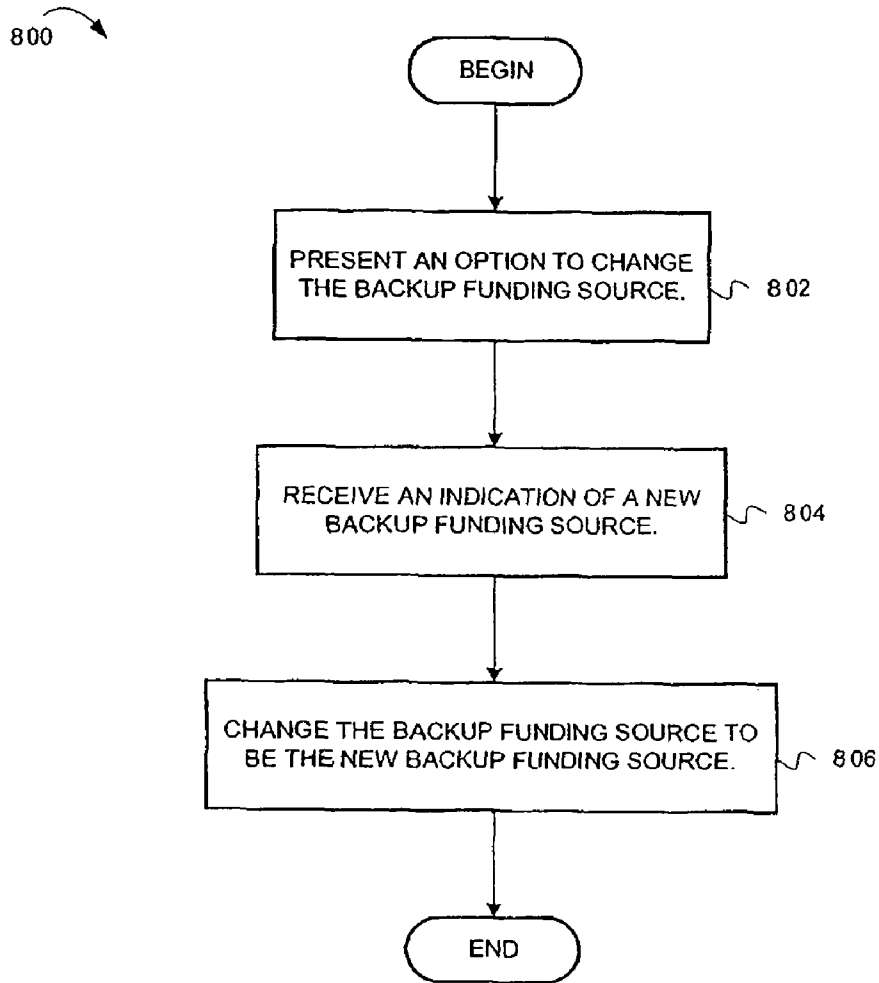 800
BEGIN
PRESENT AN OPTION TO CHANGE
THE BACKUP FUNDING SOURCE.
802
RECEIVE AN INDICATION OF A NEW
BACKUP FUNDING SOURCE.
804
CHANGE THE BACKUP FUNDING SOURCE TO
BE THE NEW BACKUP FUNDING SOURCE.
806
END